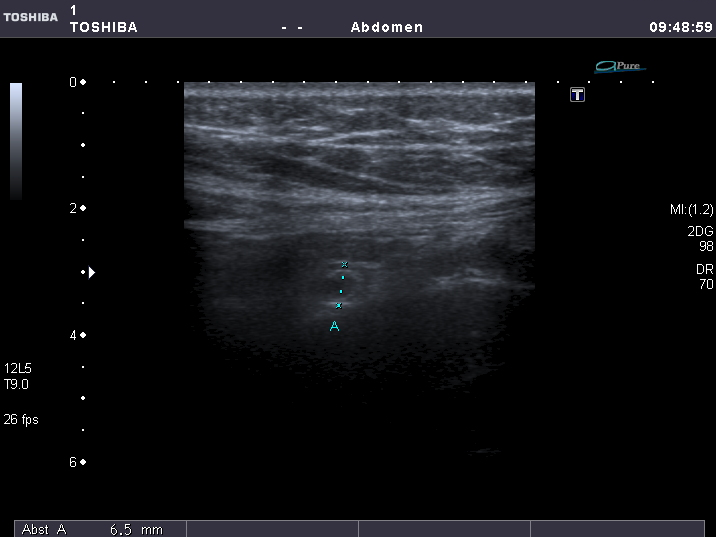 TOSHIBA
1
TOSHIBA - - Abdomen 09:48:59
aPure
T
0
2
4
6
MI:(1.2)
2DG
98
DR
70
12L5
T9.0
26 fps
A
Abst A 6.5 mm